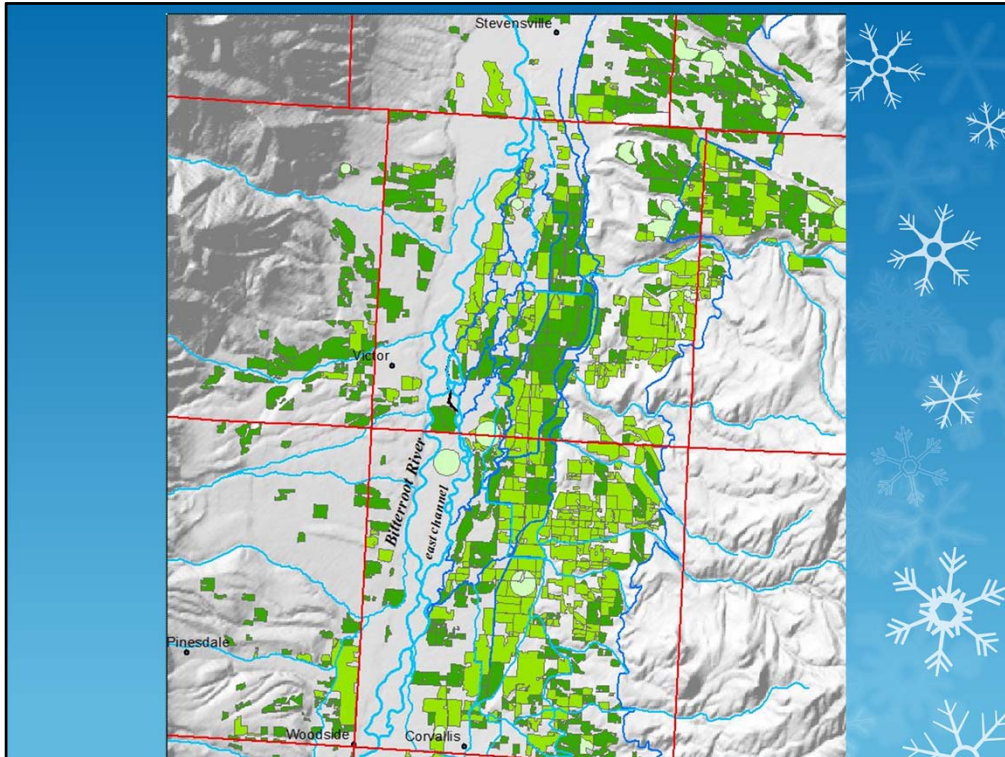 Stevensville
Victor
Bitterroot River
east channel
Pinesdale
Woodside
Corvallis